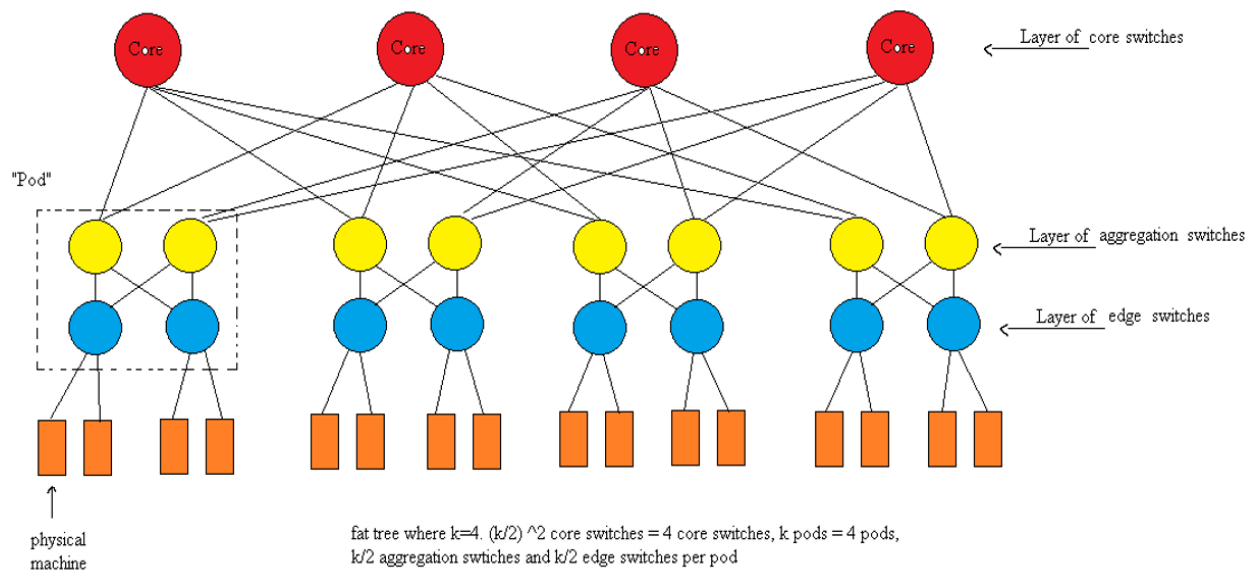 Core
Core
Core
Core
Layer of core switches
"Pod"
Layer of aggregation switches
Layer of edge switches
physical
machine
fat tree where k=4. (k/2) ^2 core switches = 4 core switches, k pods = 4 pods,
k/2 aggregation swtiches and k/2 edge switches per pod